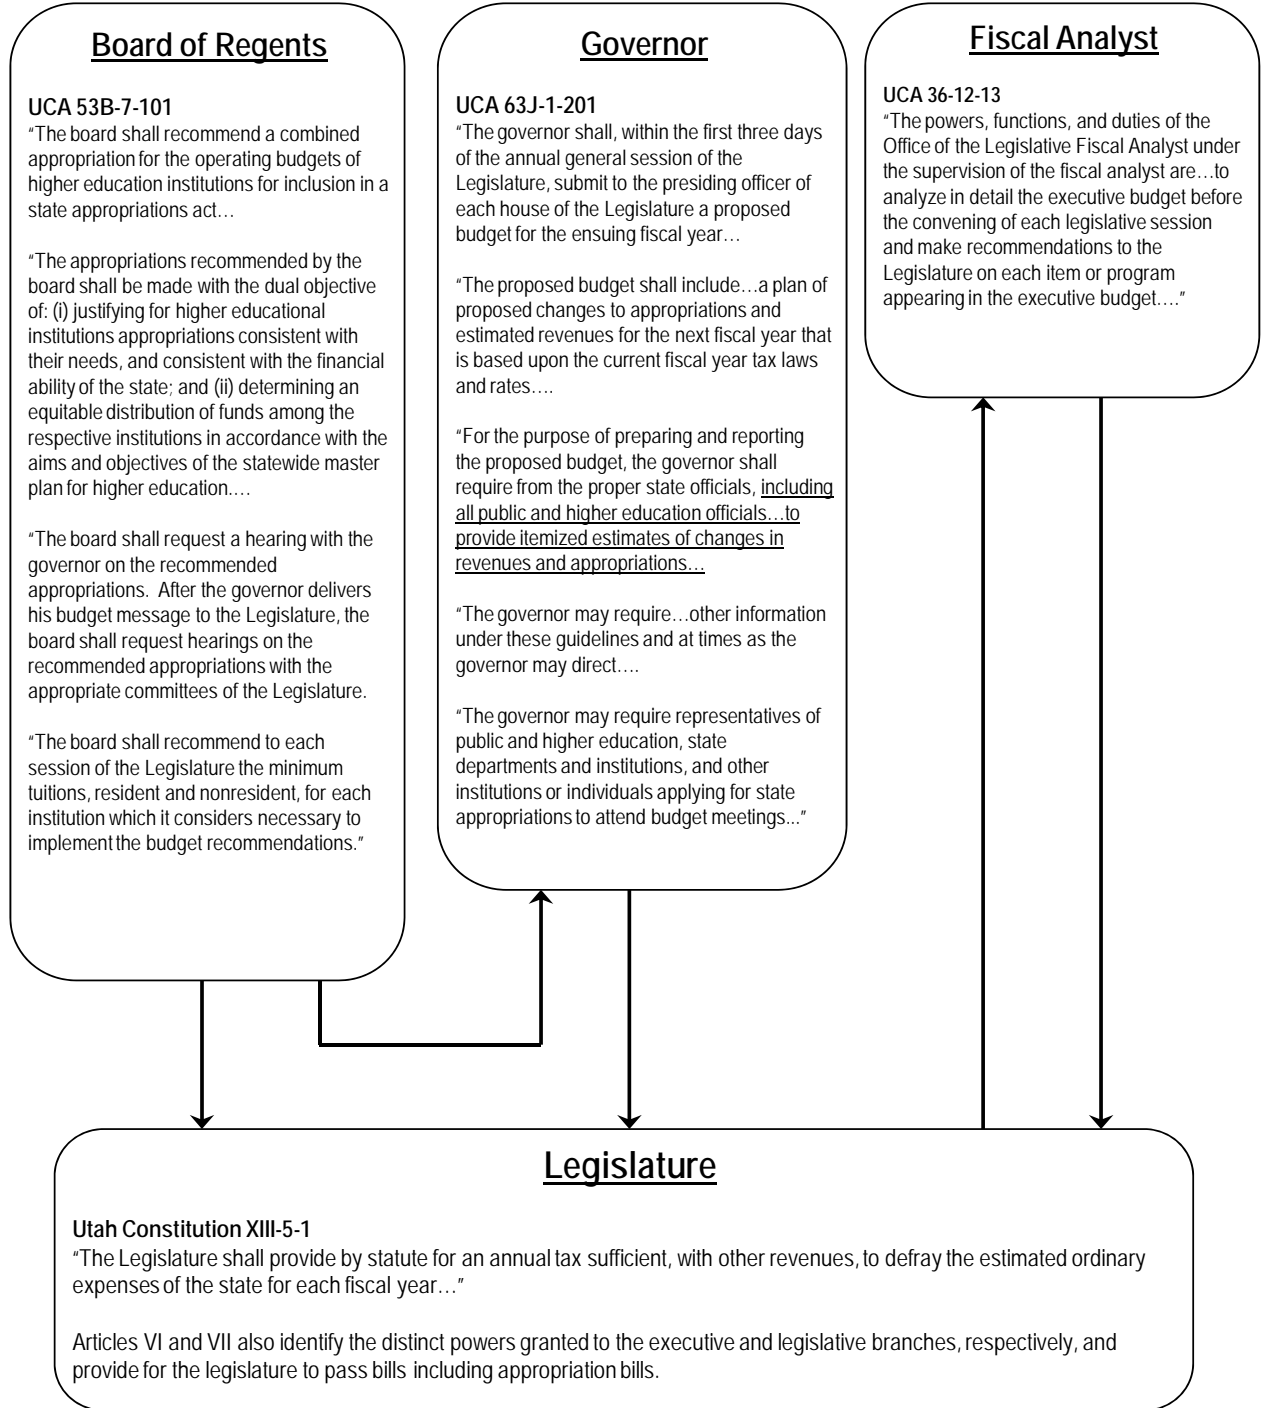 Board of Regents
UCA 53B-7-101
“The board shall recommend a combined
appropriation for the operating budgets of
higher education institutions for inclusion in a
state appropriations act…
“The appropriations recommended by the
board shall be made with the dual objective
of: (i) justifying for higher educational
institutions appropriations consistent with
their needs, and consistent with the financial
ability of the state; and (ii) determining an
equitable distribution of funds among the
respective institutions in accordance with the
aims and objectives of the statewide master
plan for higher education.…
“The board shall request a hearing with the
governor on the recommended
appropriations. After the governor delivers
his budget message to the Legislature, the
board shall request hearings on the
recommended appropriations with the
appropriate committees of the Legislature.
“The board shall recommend to each
session of the Legislature the minimum
tuitions, resident and nonresident, for each
institution which it considers necessary to
implement the budget recommendations.”
Governor
UCA 63J-1-201
“The governor shall, within the first three days
of the annual general session of the
Legislature, submit to the presiding officer of
each house of the Legislature a proposed
budget for the ensuing fiscal year…
“The proposed budget shall include…a plan of
proposed changes to appropriations and
estimated revenues for the next fiscal year that
is based upon the current fiscal year tax laws
and rates….
“For the purpose of preparing and reporting
the proposed budget, the governor shall
require from the proper state officials, including
all public and higher education officials…to
provide itemized estimates of changes in
revenues and appropriations…
“The governor may require…other information
under these guidelines and at times as the
governor may direct….
“The governor may require representatives of
public and higher education, state
departments and institutions, and other
institutions or individuals applying for state
appropriations to attend budget meetings...”
Fiscal Analyst
UCA 36-12-13
“The powers, functions, and duties of the
Office of the Legislative Fiscal Analyst under
the supervision of the fiscal analyst are…to
analyze in detail the executive budget before
the convening of each legislative session
and make recommendations to the
Legislature on each item or program
appearing in the executive budget….”
Legislature
Utah Constitution XIII-5-1
“The Legislature shall provide by statute for an annual tax sufficient, with other revenues, to defray the estimated ordinary
expenses of the state for each fiscal year…”
Articles VI and VII also identify the distinct powers granted to the executive and legislative branches, respectively, and
provide for the legislature to pass bills including appropriation bills.